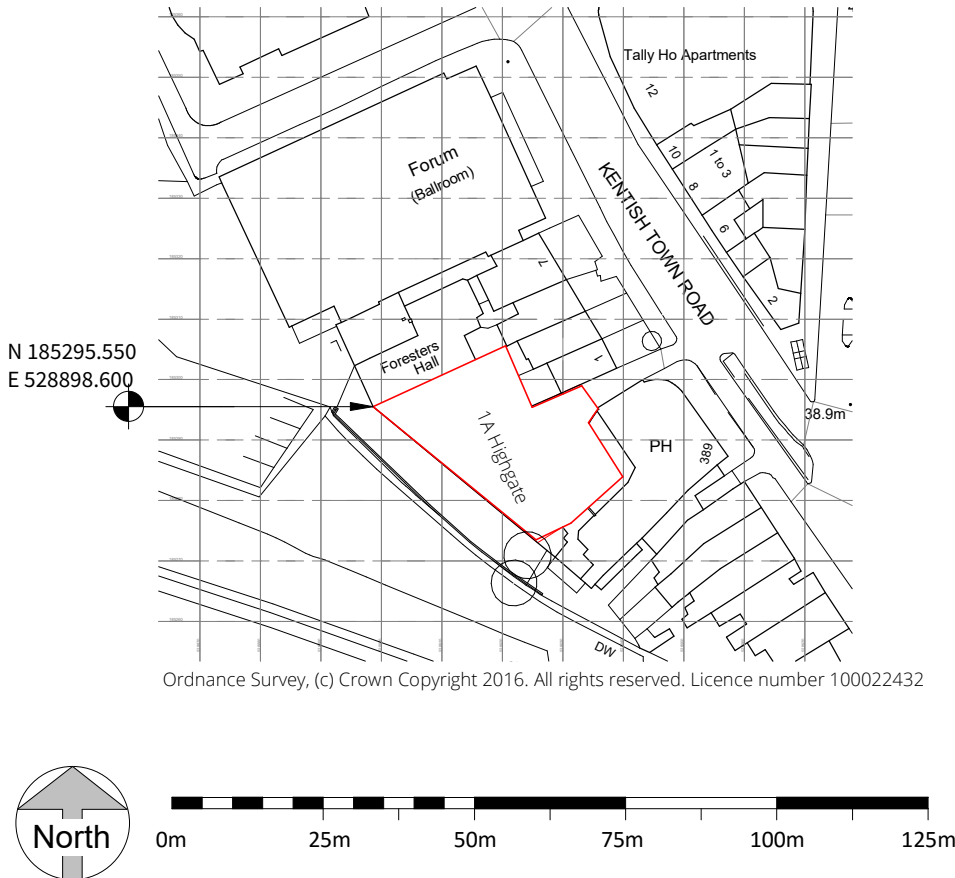 Tally Ho Apartments
12
Forum
(Ballroom)
10
1 to 3
8
6
2
KENTISH TOWN ROAD
7
1
Foresters
Hall
N 185295.550
E 528898.600
1A Highgate
38.9m
PH
389
DW
Ordnance Survey, (c) Crown Copyright 2016. All rights reserved. Licence number 100022432
North
0m
25m
50m
75m
100m
125m